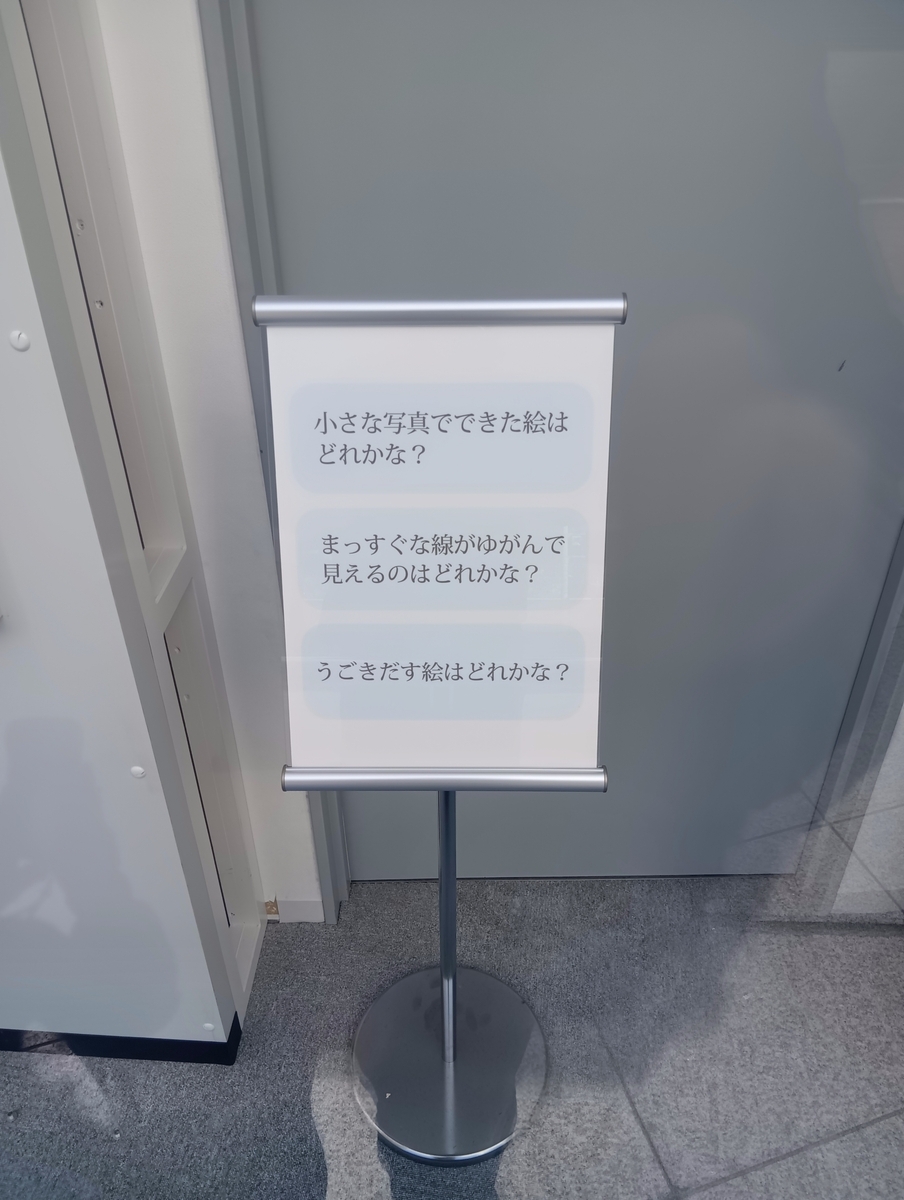 小さな写真でできた絵は
どれかな？
まっすぐな線がゆがんで
見えるのはどれかな？
うごきだす絵はどれかな？